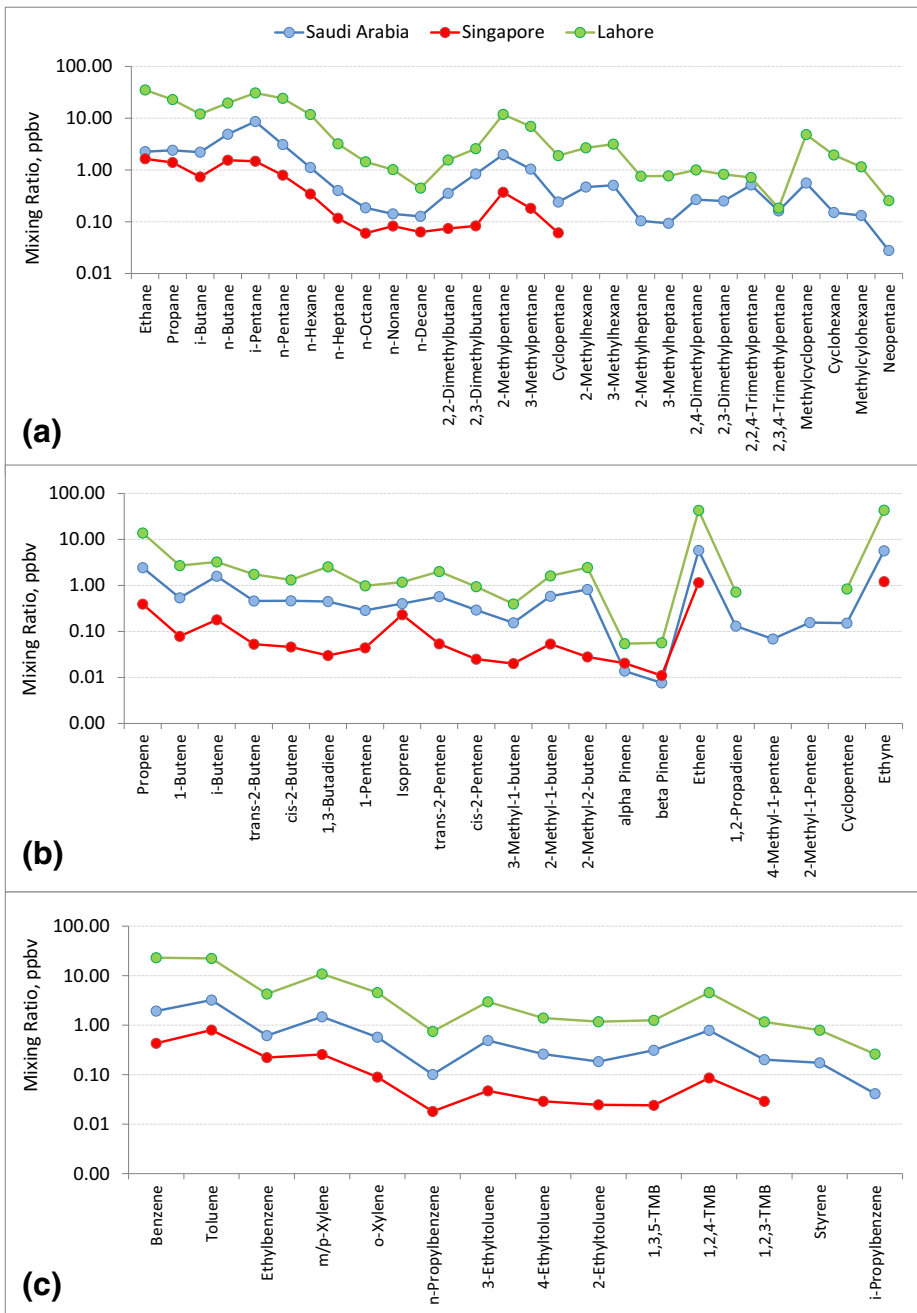 Saudi Arabia Singapore Lahore
100.00
10.00
1.00
0.10
0.01
Mixing Ratio, ppbv
Ethane
Propane
i-Butane
n-Butane
i-Pentane
n-Pentane
n-Hexane
n-Heptane
n-Octane
n-Nonane
n-Decane
2,2-Dimethylbutane
2,3-Dimethylbutane
2-Methylpentane
3-Methylpentane
Cyclopentane
2-Methylhexane
3-Methylhexane
2-Methylheptane
3-Methylheptane
2,4-Dimethylpentane
2,3-Dimethylpentane
2,2,4-Trimethylpentane
2,3,4-Trimethylpentane
Methylcyclopentane
Cyclohexane
Methylcylohexane
Neopentane
(a)
100.00
10.00
1.00
0.10
0.01
0.00
Mixing Ratio, ppbv
Propene
1-Butene
i-Butene
trans-2-Butene
cis-2-Butene
1,3-Butadiene
1-Pentene
Isoprene
trans-2-Pentene
cis-2-Pentene
3-Methyl-1-butene
2-Methyl-1-butene
2-Methyl-2-butene
alpha Pinene
beta Pinene
Ethene
1,2-Propadiene
4-Methyl-1-pentene
2-Methyl-1-Pentene
Cyclopentene
Ethyne
(b)
100.00
10.00
1.00
0.10
0.01
0.00
Mixing Ratio, ppbv
Benzene
Toluene
Ethylbenzene
m/p-Xylene
o-Xylene
n-Propylbenzene
3-Ethyltoluene
4-Ethyltoluene
2-Ethyltoluene
1,3,5-TMB
1,2,4-TMB
1,2,3-TMB
Styrene
i-Propylbenzene
(c)